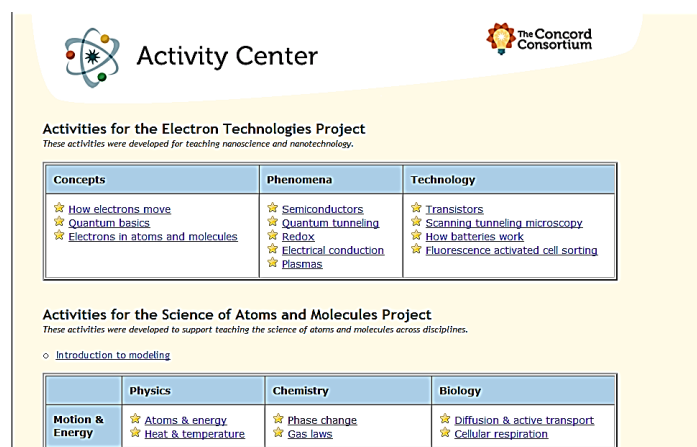 Activity Center
The Concord
Consortium
Activities for the Electron Technologies Project
These activities were developed for teaching nanoscience and nanotechnology.
Concepts
Phenomena
Technology
How electrons move
Quantum basics
Electrons in atoms and molecules
Semiconductors
Quantum tunneling
Redox
Electrical conduction
Plasmas
Transistors
Scanning tunneling microscopy
How batteries work
Fluorescence activated cell sorting
Activities for the Science of Atoms and Molecules Project
These activities were developed to support teaching the science of atoms and molecules across disciplines.
Introduction to modeling
Physics
Chemistry
Biology
Motion &
Energy
Atoms & energy
Heat & temperature
Phase change
Gas laws
Diffusion & active transport
Cellular respiration